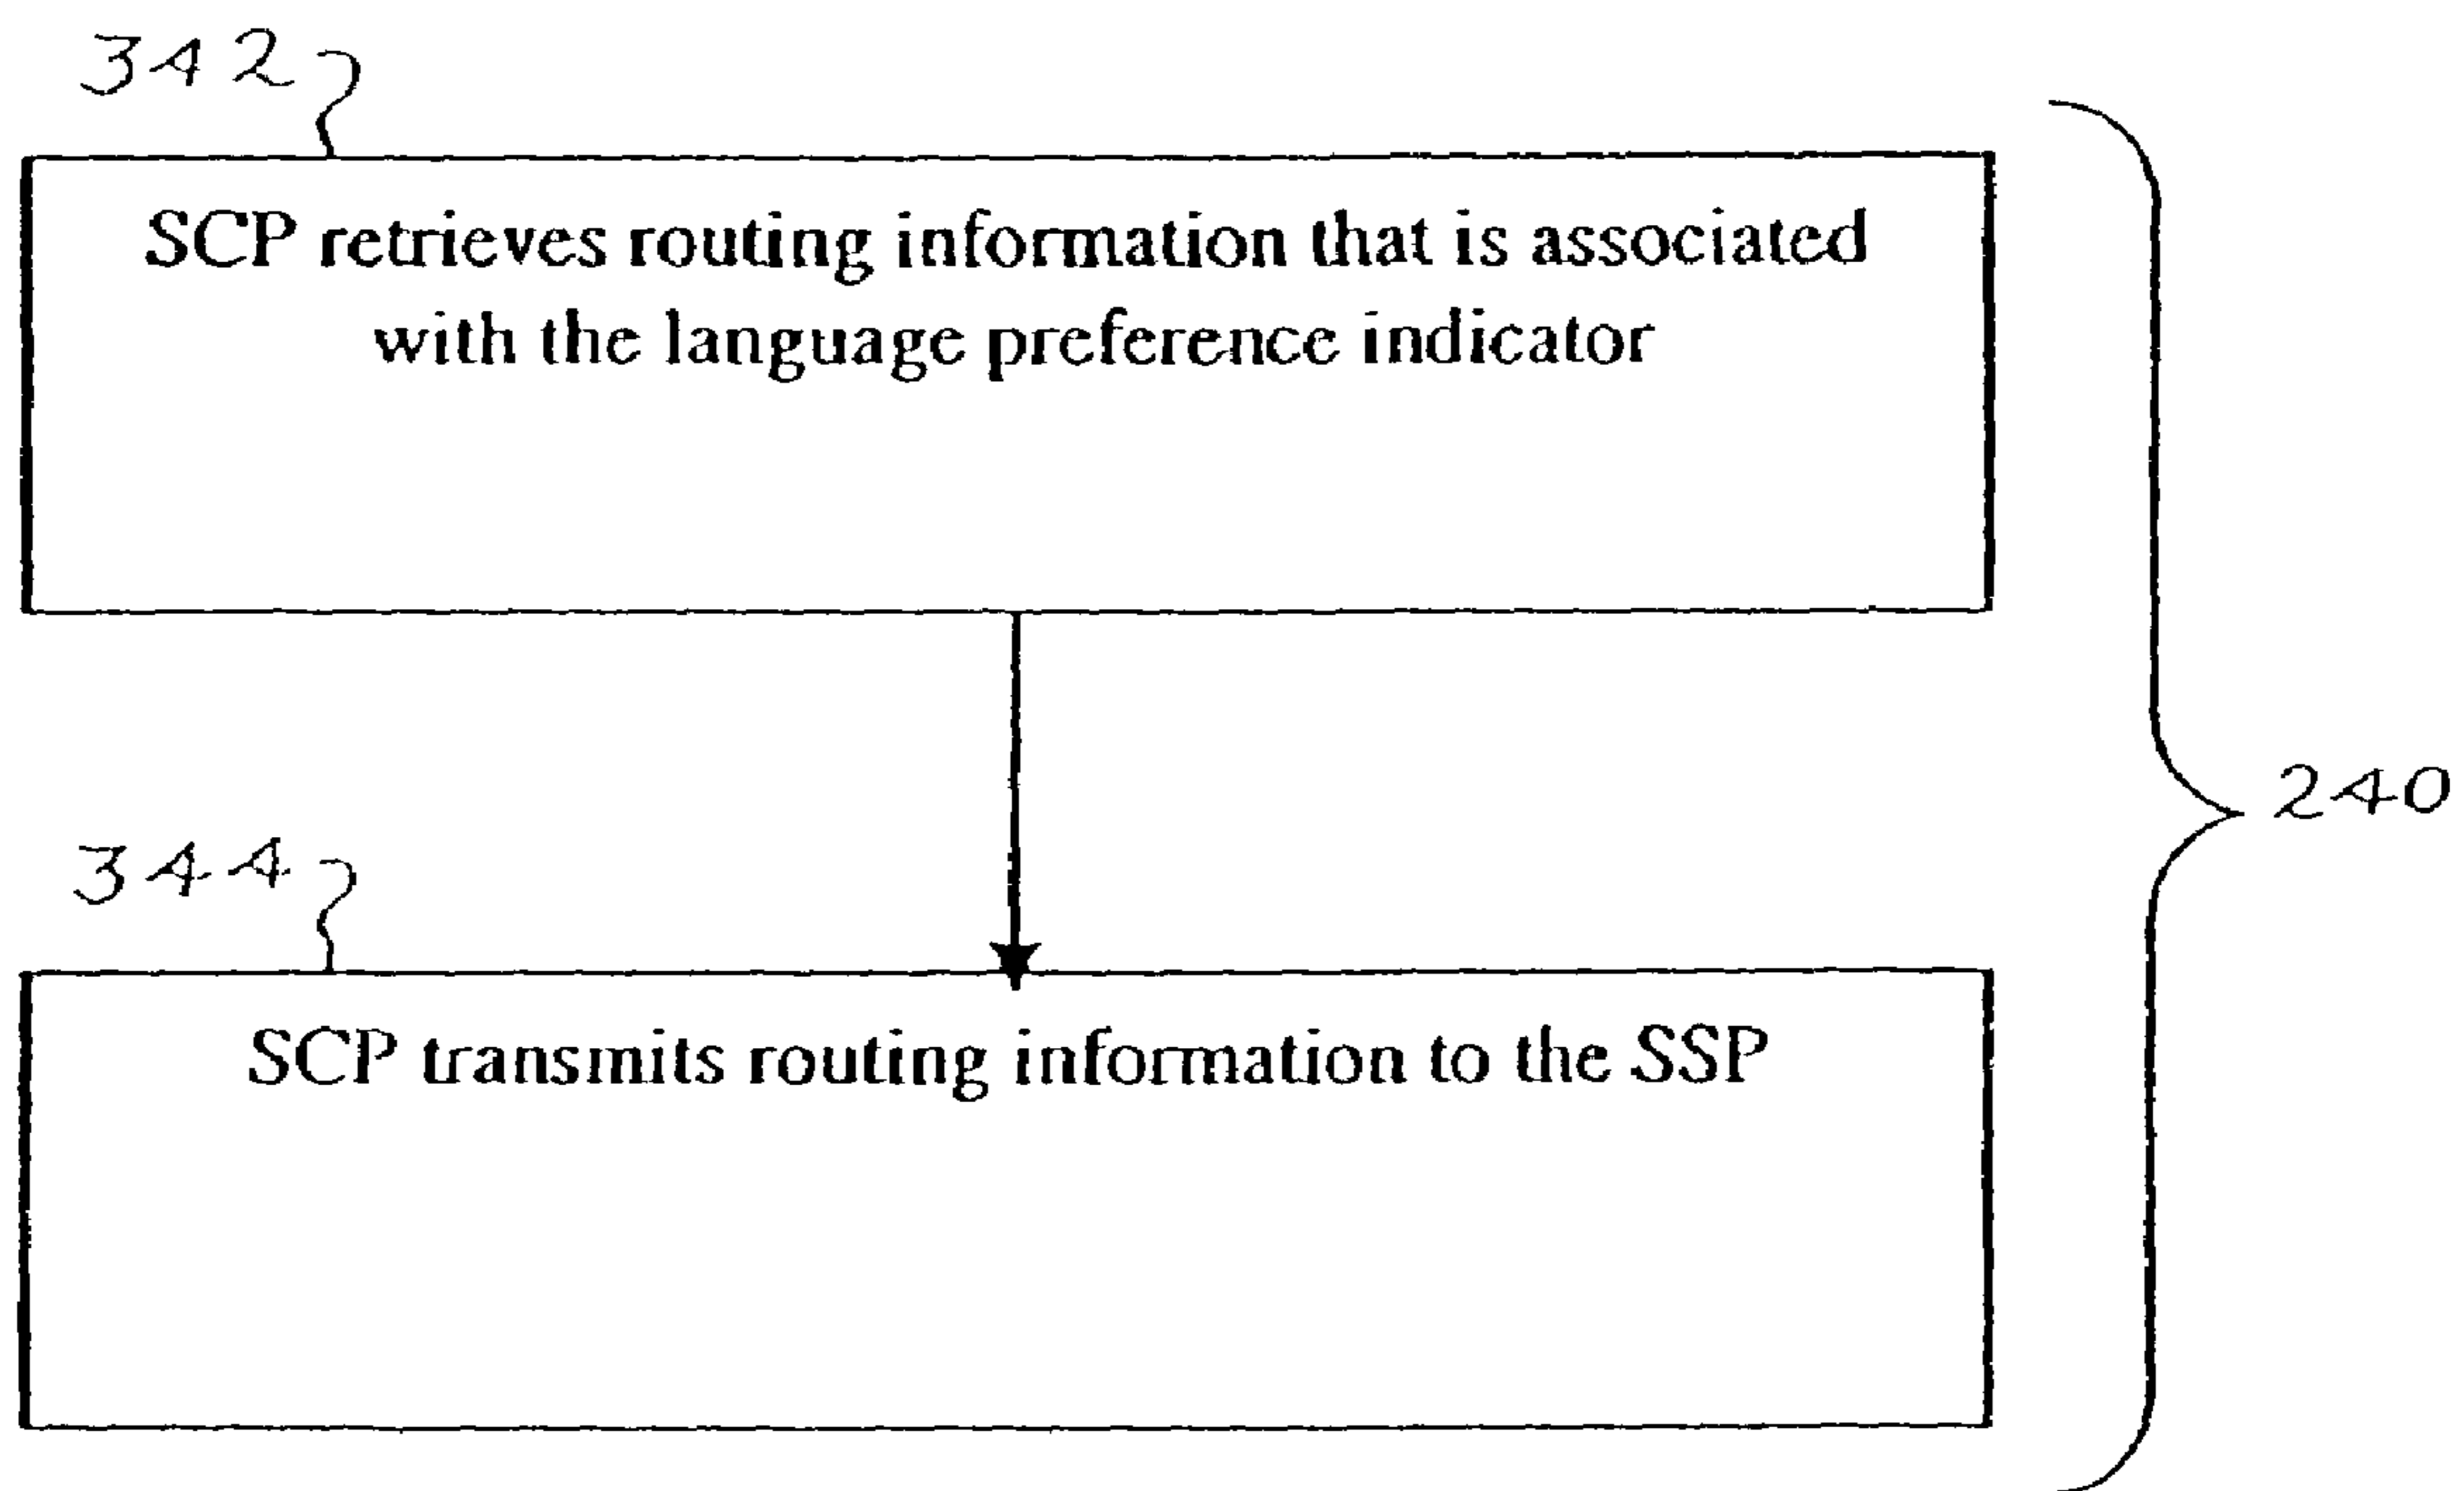 342
SCP retrieves routing information that is associated
with the language preference indicator
240
344
SCP transmits routing information to the SSP